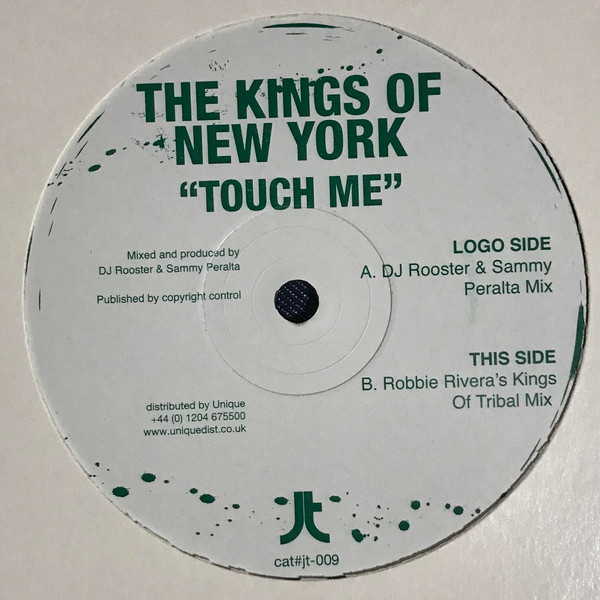 THE KINGS OF
NEW YORK
“TOUCH ME”
Mixed and produced by
DJ Rooster & Sammy Peralta
Published by copyright control
LOGO SIDE
A. DJ Rooster & Sammy
Peralta Mix
THIS SIDE
B. Robbie Rivera's Kings
Of Tribal Mix
distributed by Unique
+44 (0) 1204 675500
www.uniquedist.co.uk
jt
cat#jt-009